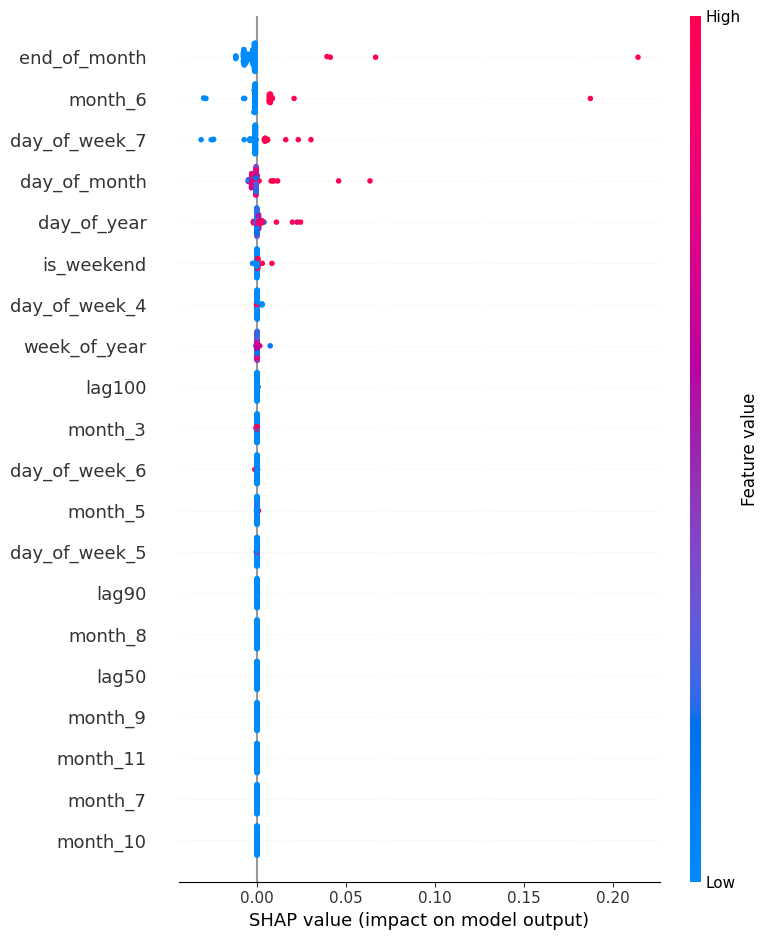 High
end_of_month
month_6
day_of_week_7
day_of_month
day_of_year
is_weekend
day_of_week_4
week_of_year
lag100
month_3
day_of_week_6
month_5
day_of_week_5
lag90
month_8
lag50
month_9
month_11
month_7
month_10
Feature value
Low
0.00 0.05 0.10 0.15 0.20
SHAP value (impact on model output)